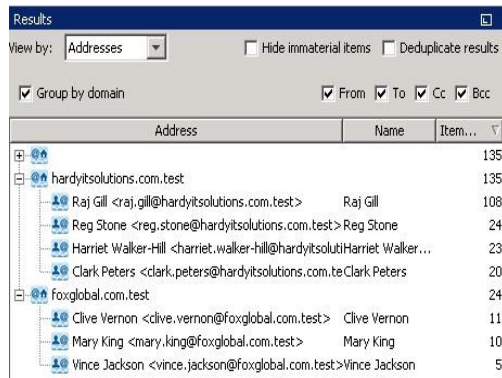 Results
View by: Addresses Hide immaterial items Deduplicate results
Group by domain From To Cc Bcc
Address Name Item...
135
hardyitsolutions.com.test 135
Raj Gill <raj.gill@hardyitsolutions.com.test> Raj Gill 108
Reg Stone <reg.stone@hardyitsolutions.com.test> Reg Stone 24
Harriet Walker-Hill <harriet.walker-hill@hardyitsoluti Harriet Walker... 23
Clark Peters <clark.peters@hardyitsolutions.com.te Clark Peters 20
foxglobal.com.test 24
Clive Vernon <clive.vernon@foxglobal.com.test> Clive Vernon 11
Mary King <mary.king@foxglobal.com.test> Mary King 10
Vince Jackson <vince.jackson@foxglobal.com.test> Vince Jackson 5